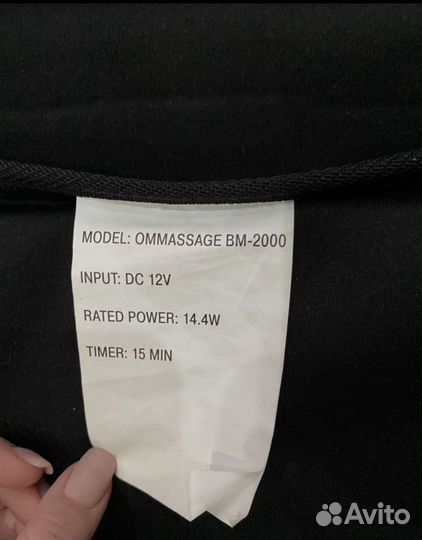 MODEL: OMMASSAGE BM-2000
INPUT: DC 12V
RATED POWER: 14.4W
TIMER: 15 MIN
Avito